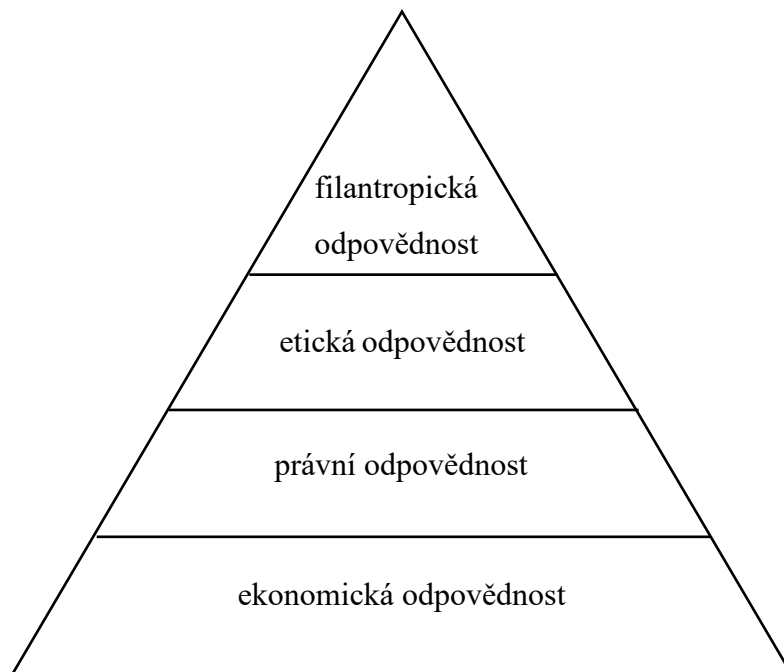 filantropická
odpovědnost
etická odpovědnost
právní odpovědnost
ekonomická odpovědnost